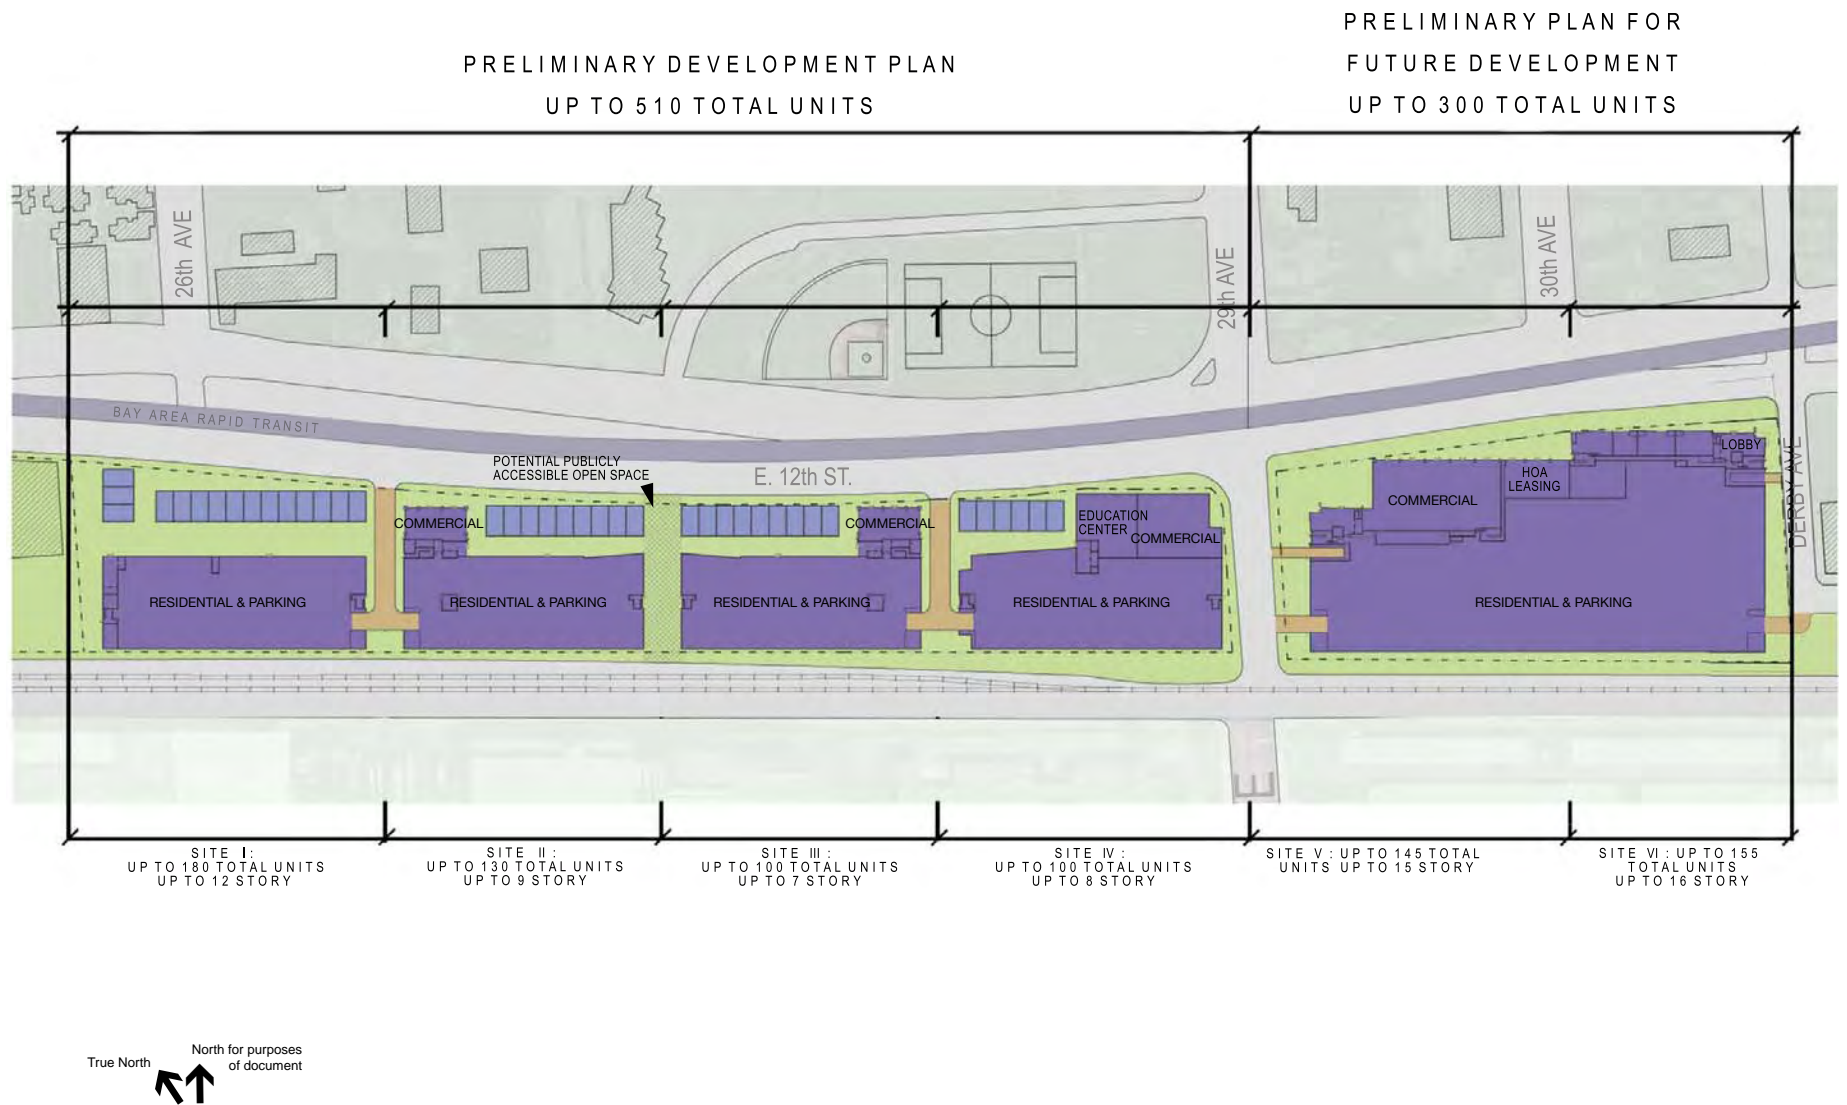 PRELIMINARY DEVELOPMENT PLAN
UP TO 510 TOTAL UNITS
PRELIMINARY PLAN FOR
FUTURE DEVELOPMENT
UP TO 300 TOTAL UNITS
26th AVE
29th AVE
30th AVE
BAY AREA RAPID TRANSIT
POTENTIAL PUBLICLY
ACCESSIBLE OPEN SPACE
E. 12th ST.
DERBY AVE
COMMERCIAL
COMMERCIAL
EDUCATION
CENTER
COMMERCIAL
COMMERCIAL
HOA
LEASING
LOBBY
RESIDENTIAL & PARKING
RESIDENTIAL & PARKING
RESIDENTIAL & PARKING
RESIDENTIAL & PARKING
RESIDENTIAL & PARKING
E
SITE I:
UP TO 180 TOTAL UNITS
UP TO 12 STORY
SITE II :
UP TO 130 TOTAL UNITS
UP TO 9 STORY
SITE III :
UP TO 100 TOTAL UNITS
UP TO 7 STORY
SITE IV :
UP TO 100 TOTAL UNITS
UP TO 8 STORY
SITE V : UP TO 145 TOTAL
UNITS UP TO 15 STORY
SITE VI : UP TO 155
TOTAL UNITS
UP TO 16 STORY
True North
North for purposes
of document